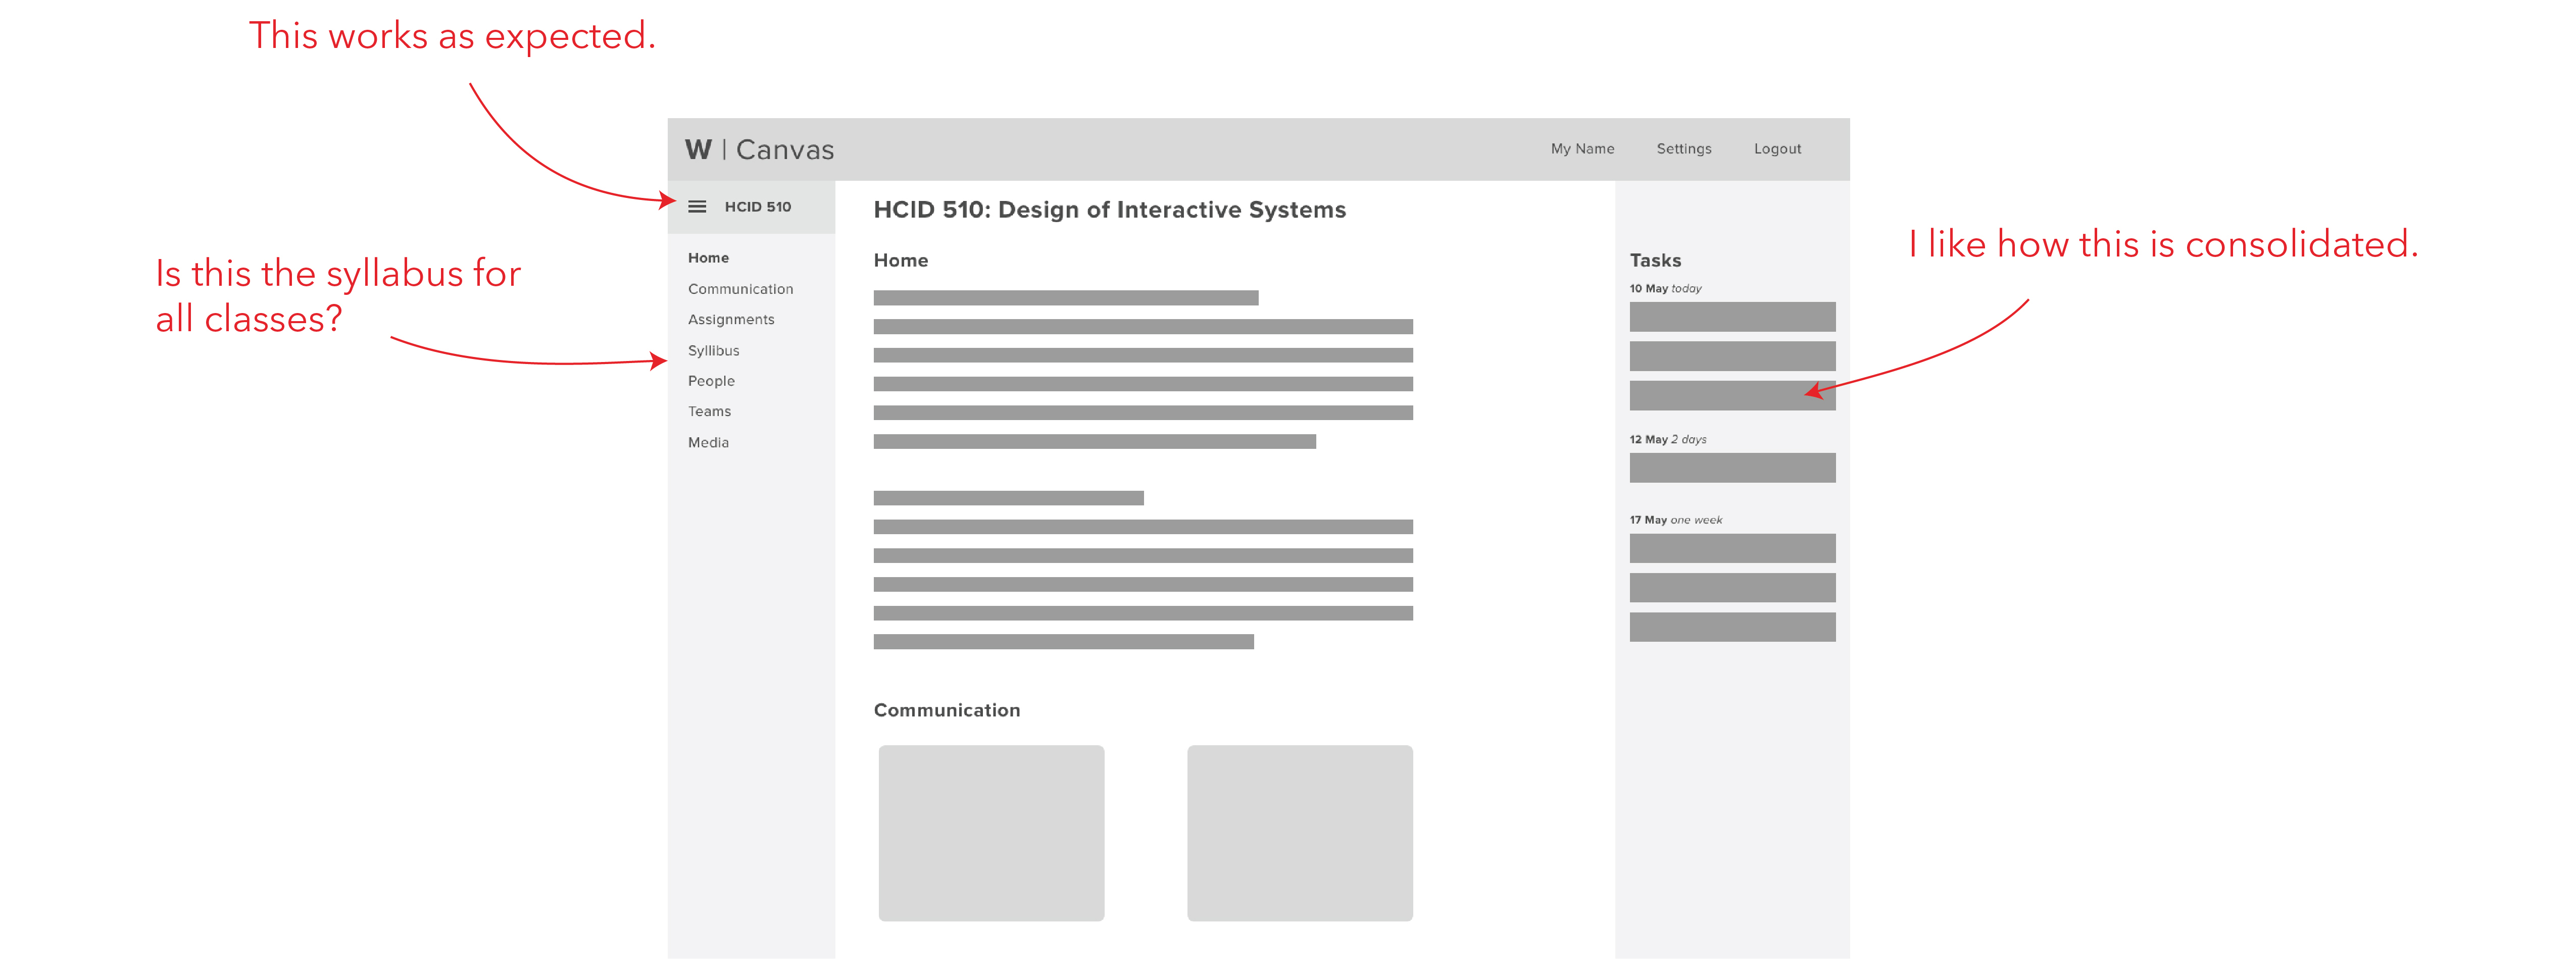 This works as expected.
W | Canvas
My Name
Settings
Logout
HCID 510
HCID 510: Design of Interactive Systems
Is this the syllabus for
all classes?
I like how this is consolidated.
Home
Communication
Assignments
Syllibus
People
Teams
Media
Home
Communication
Tasks
10 May today
12 May 2 days
17 May one week